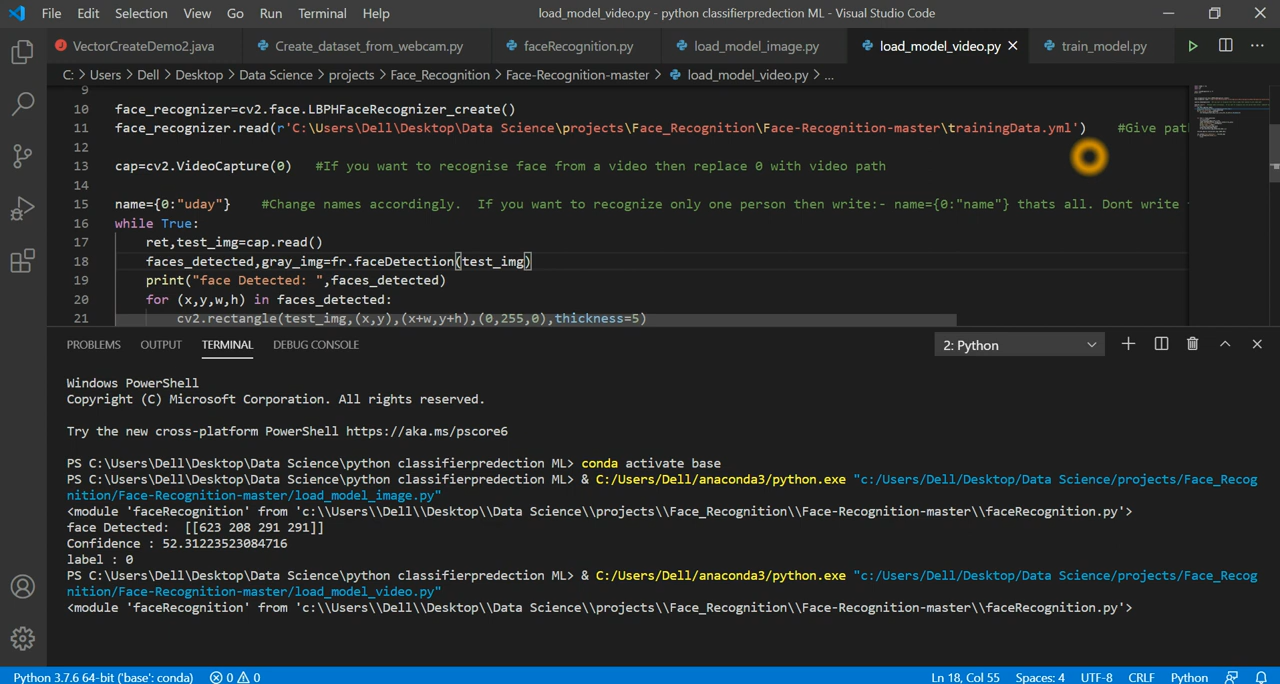 File Edit Selection View Go Run Terminal Help load_model_video.py - python classifierpredection ML - Visual Studio Code
VectorCreateDemo2.java Create_dataset_from_webcam.py faceRecognition.py load_model_image.py load_model_video.py train_model.py
C: > Users > Dell > Desktop > Data Science > projects > Face_Recognition > Face-Recognition-master > load_model_video.py > ...
9
10 face_recognizer=cv2.face.LBPHFaceRecognizer_create()
11 face_recognizer.read(r'C:\Users\Dell\Desktop\Data Science\projects\Face_Recognition\Face-Recognition-master\trainingData.yml') #Give path
12
13 cap=cv2.VideoCapture(0) #If you want to recognise face from a video then replace 0 with video path
14
15 name={0:"uday"} #Change names accordingly. If you want to recognize only one person then write:- name={0:"name"} thats all. Dont write
16 while True:
17 ret,test_img=cap.read()
18 faces_detected,gray_img=fr.faceDetection(test_img)
19 print("face Detected: ",faces_detected)
20 for (x,y,w,h) in faces_detected:
21 cv2.rectangle(test_img,(x,y),(x+w,y+h),(0,255,0),thickness=5)
PROBLEMS OUTPUT TERMINAL DEBUG CONSOLE 2: Python
Windows PowerShell
Copyright (C) Microsoft Corporation. All rights reserved.
Try the new cross-platform PowerShell https://aka.ms/pscore6
PS C:\Users\Dell\Desktop\Data Science\python classifierpredection ML> conda activate base
PS C:\Users\Dell\Desktop\Data Science\python classifierpredection ML> & C:/Users/Dell/anaconda3/python.exe "c:/Users/Dell/Desktop/Data Science/projects/Face_Recog
nition/Face-Recognition-master/load_model_image.py"
<module 'faceRecognition' from 'c:\\Users\\Dell\\Desktop\\Data Science\\projects\\Face_Recognition\\Face-Recognition-master\\faceRecognition.py'>
face Detected: [[623 208 291 291]]
Confidence : 52.31223523084716
label : 0
PS C:\Users\Dell\Desktop\Data Science\python classifierpredection ML> & C:/Users/Dell/anaconda3/python.exe "c:/Users/Dell/Desktop/Data Science/projects/Face_Recog
nition/Face-Recognition-master/load_model_video.py"
<module 'faceRecognition' from 'c:\\Users\\Dell\\Desktop\\Data Science\\projects\\Face_Recognition\\Face-Recognition-master\\faceRecognition.py'>
Python 3.7.6 64-bit ('base': conda) 0 0 Ln 18, Col 55 Spaces: 4 UTF-8 CRLF Python